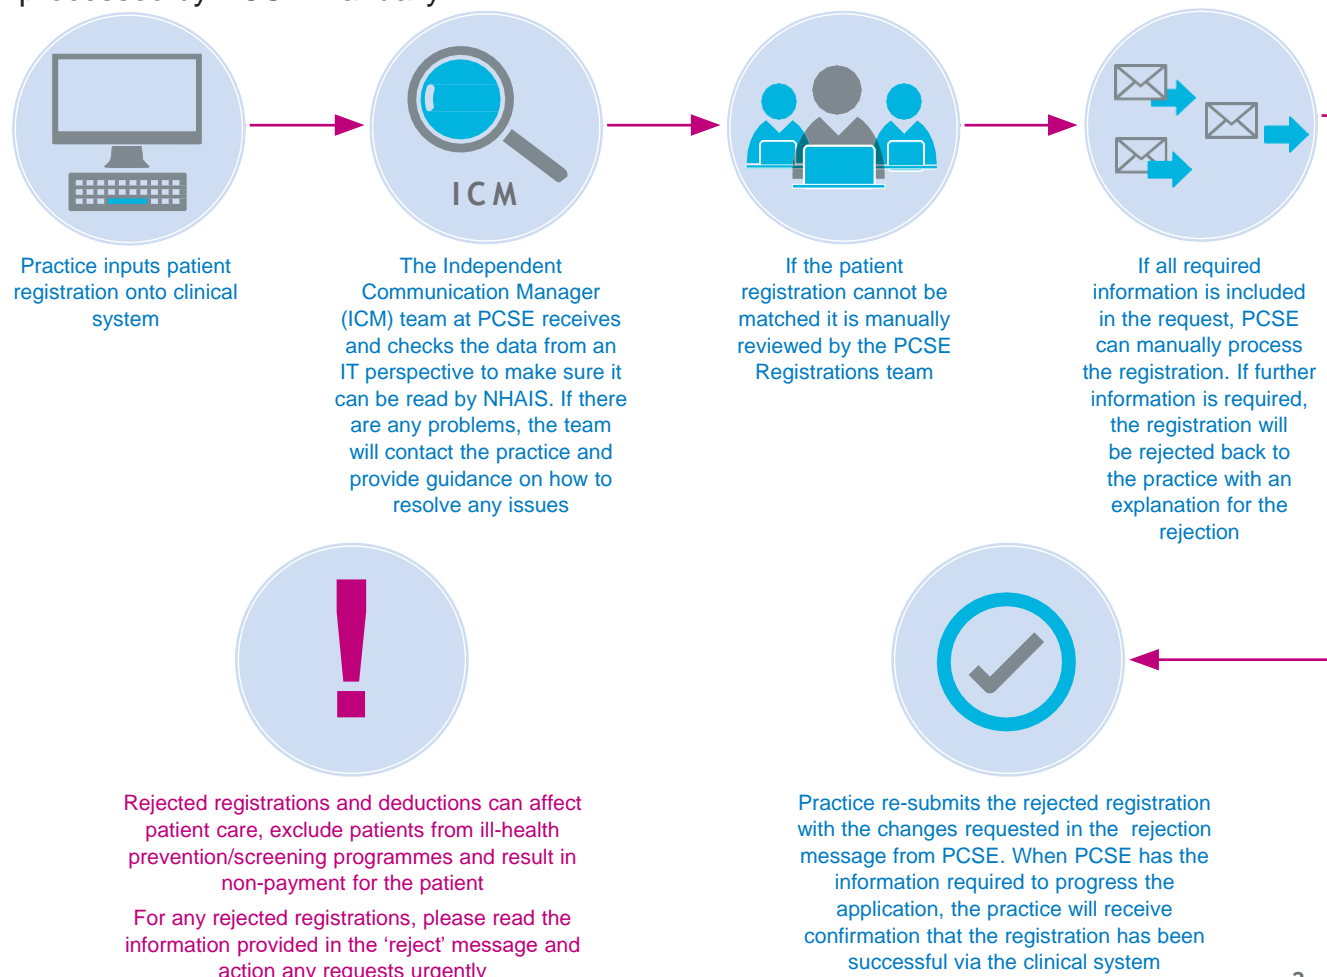 ICM
Practice inputs patient
registration onto clinical
system
The Independent
Communication Manager
(ICM) team at PCSE receives
and checks the data from an
IT perspective to make sure it
can be read by NHAIS. If there
are any problems, the team
will contact the practice and
provide guidance on how to
resolve any issues
If the patient
registration cannot be
matched it is manually
reviewed by the PCSE
Registrations team
If all required
information is included
in the request, PCSE
can manually process
the registration. If further
information is required,
the registration will
be rejected back to
the practice with an
explanation for the
rejection
!
Rejected registrations and deductions can affect
patient care, exclude patients from ill-health
prevention/screening programmes and result in
non-payment for the patient
For any rejected registrations, please read the
information provided in the ‘reject’ message and
action any requests urgently
Practice re-submits the rejected registration
with the changes requested in the rejection
message from PCSE. When PCSE has the
information required to progress the
application, the practice will receive
confirmation that the registration has been
successful via the clinical system